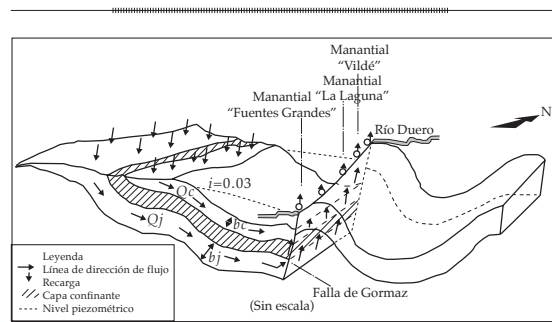 Manantial
“Vildé”
Manantial
“La Laguna”
Manantial
“Fuentes Grandes”
Río Duero
N
i=0.03
Qc
bc
Qj
bj
Leyenda
Línea de dirección de flujo
Recarga
Capa confinante
Nivel piezométrico
Falla de Gormaz
(Sin escala)